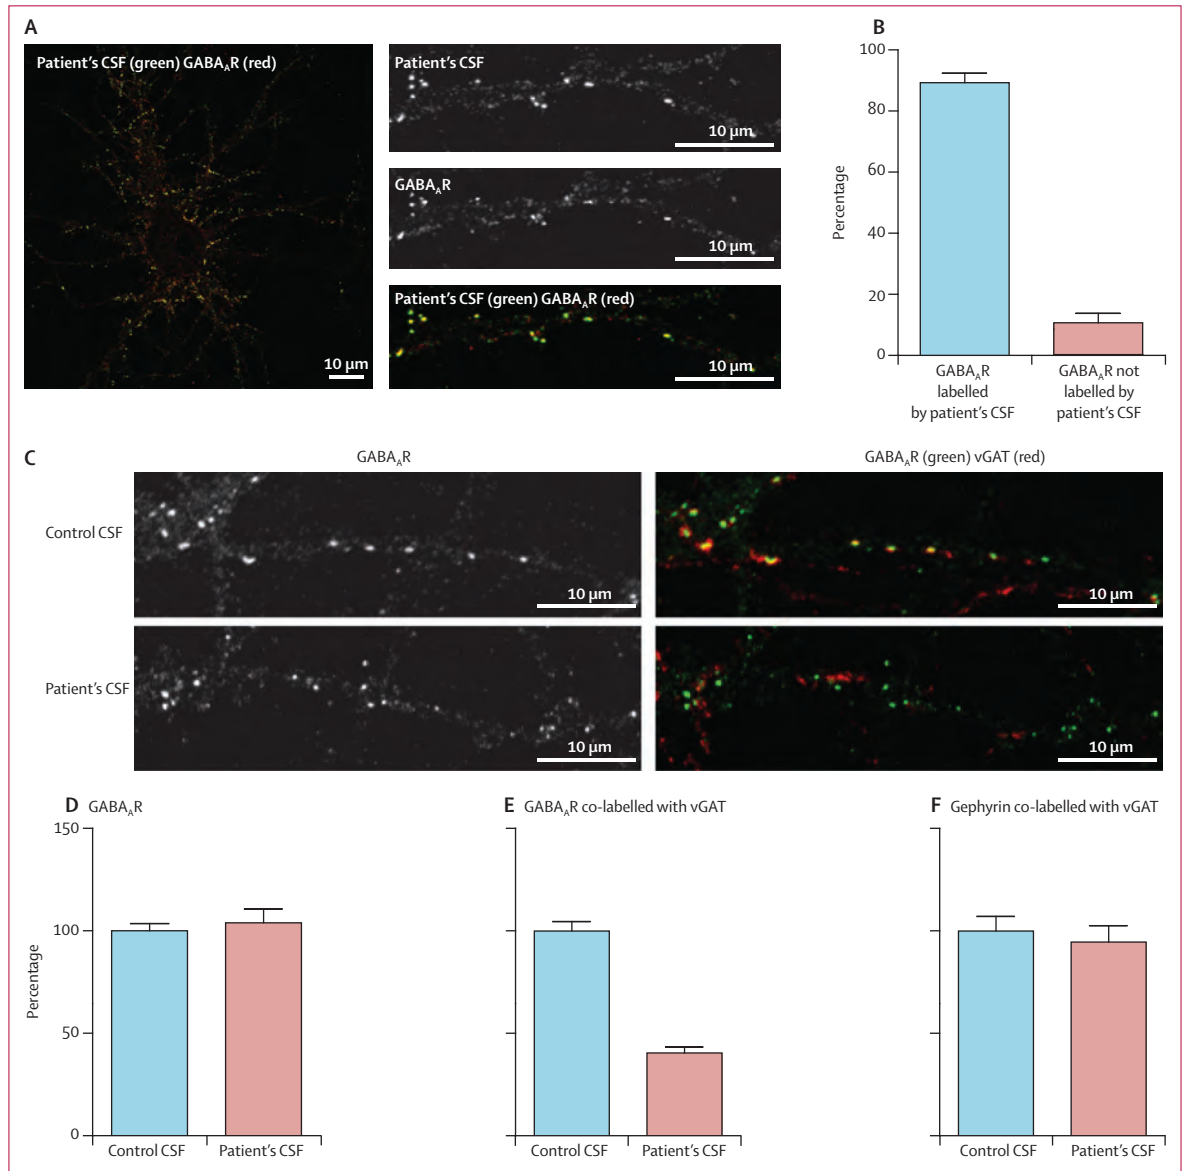 A
Patient's CSF (green) GABAAR (red)
10 µm
Patient's CSF
10 µm
GABAAR
10 µm
Patient's CSF (green) GABAAR (red)
10 µm
B
100
80
60
40
20
0
Percentage
GABAAR
labelled
by patient's CSF
GABAAR not
labelled by
patient's CSF
C
GABAAR
GABAAR (green) vGAT (red)
Control CSF
10 µm
10 µm
Patient's CSF
10 µm
10 µm
D GABAAR
150
100
50
0
Percentage
Control CSF
Patient's CSF
E GABAAR co-labelled with vGAT
Control CSF
Patient's CSF
F Gephyrin co-labelled with vGAT
Control CSF
Patient's CSF